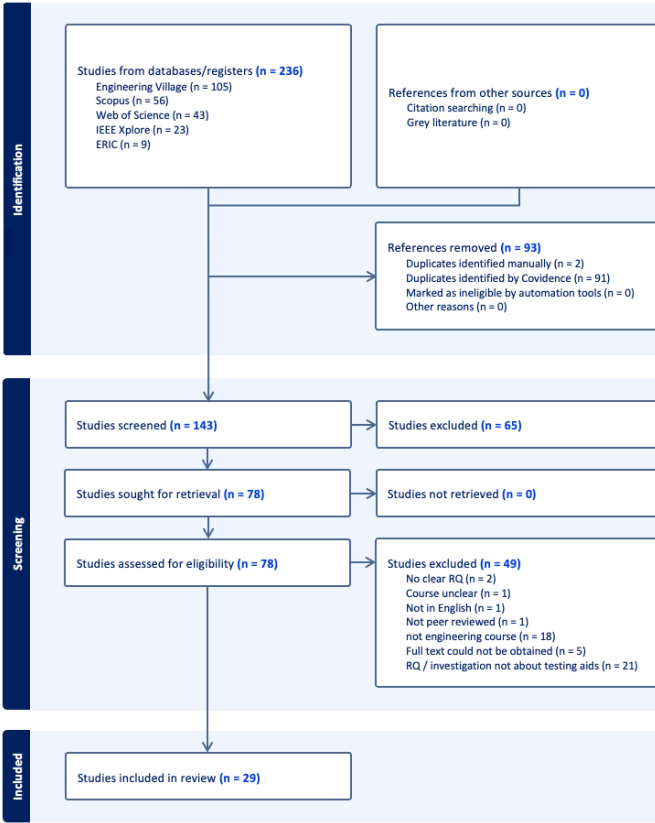 Identification
Studies from databases/registers (n = 236)
Engineering Village (n = 105)
Scopus (n = 56)
Web of Science (n = 43)
IEEE Xplore (n = 23)
ERIC (n = 9)
References from other sources (n = 0)
Citation searching (n = 0)
Grey literature (n = 0)
References removed (n = 93)
Duplicates identified manually (n = 2)
Duplicates identified by Covidence (n = 91)
Marked as ineligible by automation tools (n = 0)
Other reasons (n = 0)
Screening
Studies screened (n = 143)
Studies excluded (n = 65)
Studies sought for retrieval (n = 78)
Studies not retrieved (n = 0)
Studies assessed for eligibility (n = 78)
Studies excluded (n = 49)
No clear RQ (n = 2)
Course unclear (n = 1)
Not in English (n = 1)
Not peer reviewed (n = 1)
not engineering course (n = 18)
Full text could not be obtained (n = 5)
RQ / investigation not about testing aids (n = 21)
Included
Studies included in review (n = 29)